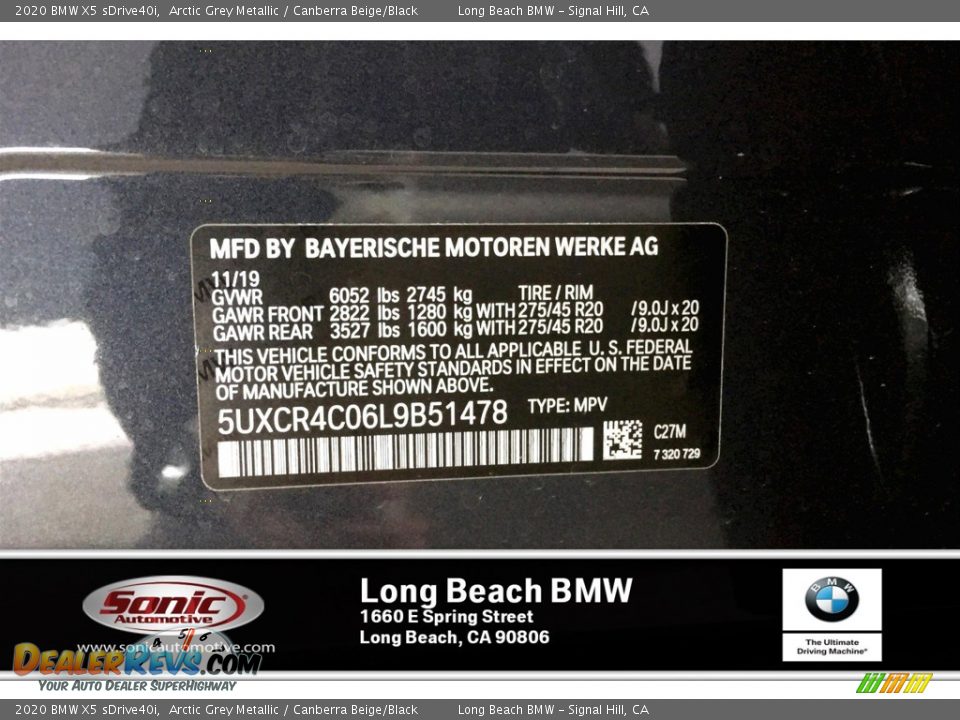 2020 BMW X5 sDrive40i, Arctic Grey Metallic / Canberra Beige/Black Long Beach BMW - Signal Hill, CA
MFD BY BAYERISCHE MOTOREN WERKE AG
11/19
GVWR 6052 lbs 2745 kg TIRE / RIM
GAWR FRONT 2822 lbs 1280 kg WITH 275/45 R20 /9.0J x 20
GAWR REAR 3527 lbs 1600 kg WITH 275/45 R20 /9.0J x 20
THIS VEHICLE CONFORMS TO ALL APPLICABLE U. S. FEDERAL
MOTOR VEHICLE SAFETY STANDARDS IN EFFECT ON THE DATE
OF MANUFACTURE SHOWN ABOVE.
5UXCR4C06L9B51478 TYPE: MPV
C27M
7 320 729
Sonic
Automotive
www.sonicautomotive.com
Long Beach BMW
1660 E Spring Street
Long Beach, CA 90806
BMW
The Ultimate
Driving Machine®
DealerRevs.com
Your Auto Dealer SuperHighway
2020 BMW X5 sDrive40i, Arctic Grey Metallic / Canberra Beige/Black Long Beach BMW - Signal Hill, CA